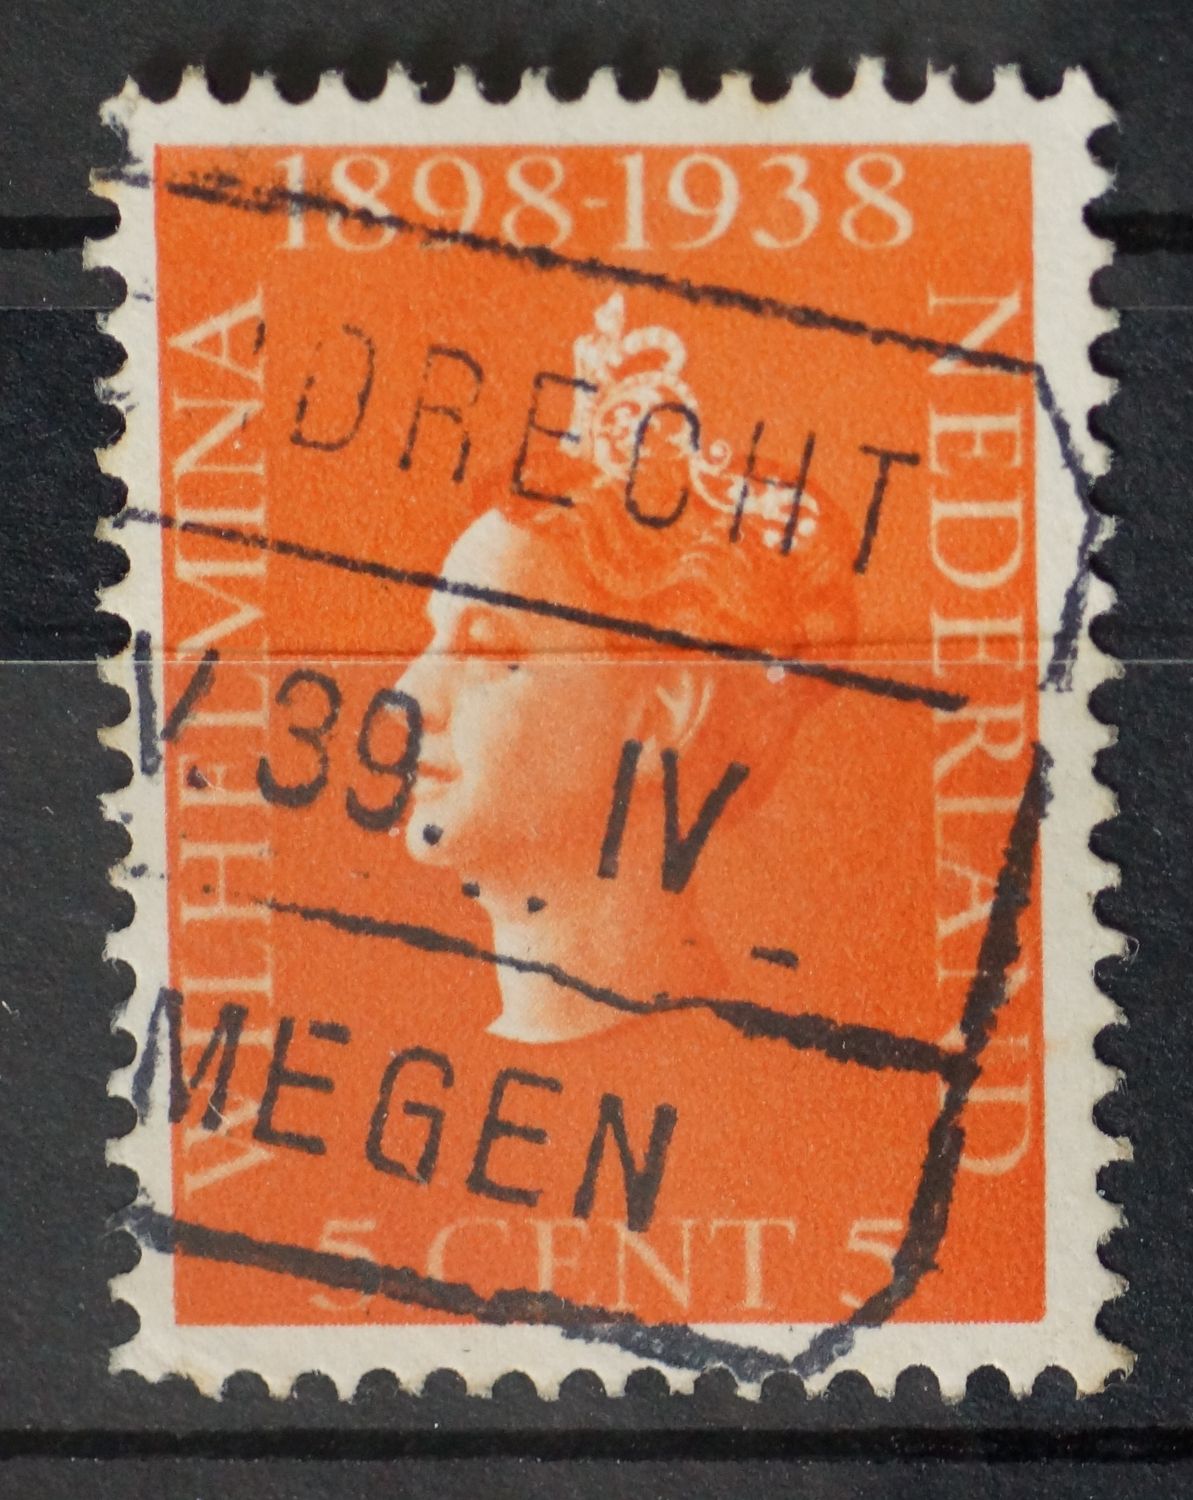 1898-1938
WILHELMINA
NEDERLAND
5 CENT 5
DRECHT
V.39. IV
MEGEN